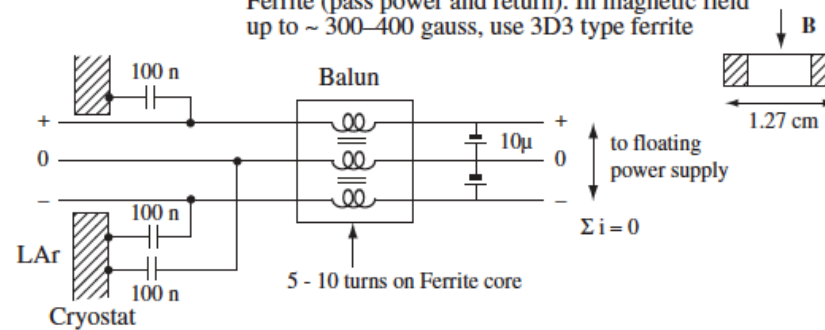 Ferrite (pass power and return). In magnetic field
up to ~ 300–400 gauss, use 3D3 type ferrite
B
100 n
Balun
1.27 cm
+
+
10µ
0
0
to floating
power supply
–
–
100 n
Σ i = 0
LAr
5 - 10 turns on Ferrite core
100 n
Cryostat